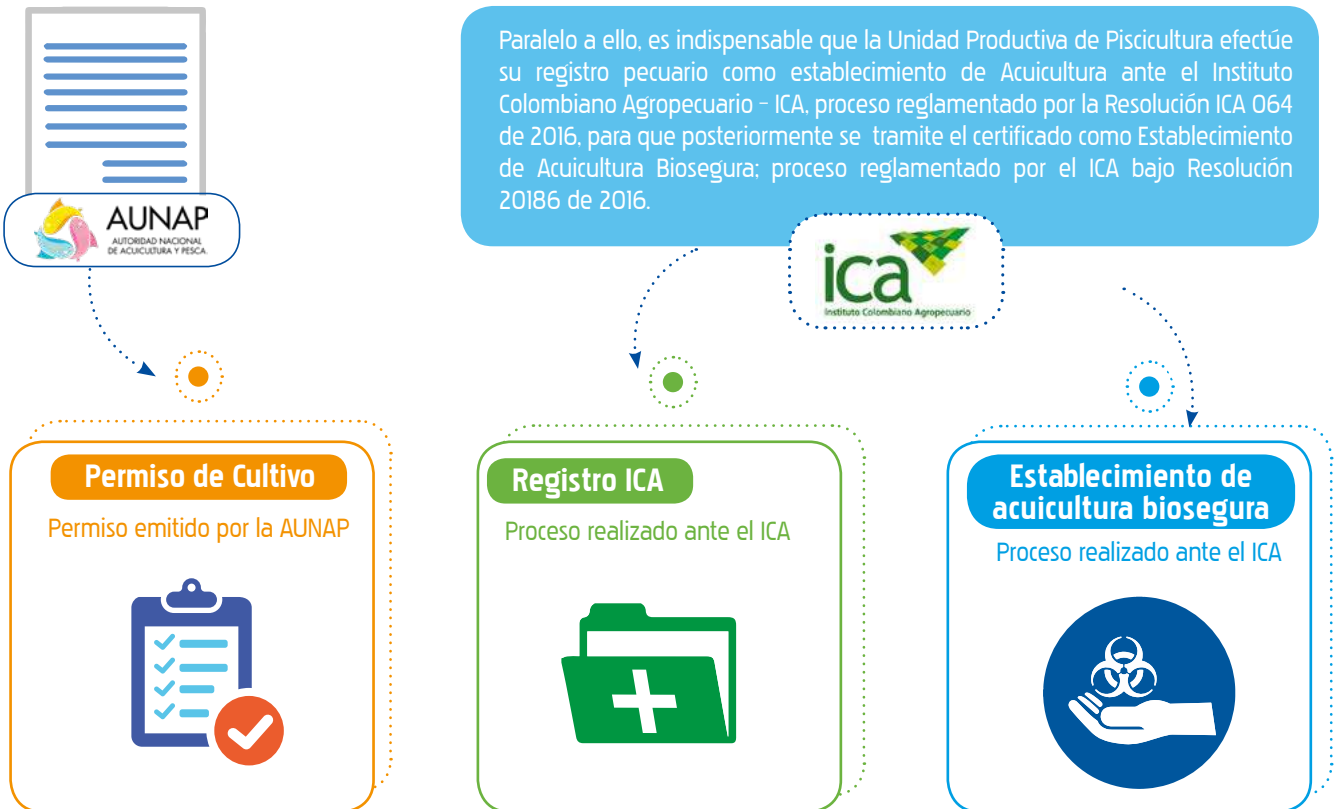 AUNAP
AUTORIDAD NACIONAL
DE ACUICULTURA Y PESCA
Paralelo a ello, es indispensable que la Unidad Productiva de Piscicultura efectúe
su registro pecuario como establecimiento de Acuicultura ante el Instituto
Colombiano Agropecuario - ICA, proceso reglamentado por la Resolución ICA 064
de 2016, para que posteriormente se tramite el certificado como Establecimiento
de Acuicultura Biosegura; proceso reglamentado por el ICA bajo Resolución
20186 de 2016.
ica
Instituto Colombiano Agropecuario
Permiso de Cultivo
Permiso emitido por la AUNAP
Registro ICA
Proceso realizado ante el ICA
Establecimiento de
acuicultura biosegura
Proceso realizado ante el ICA